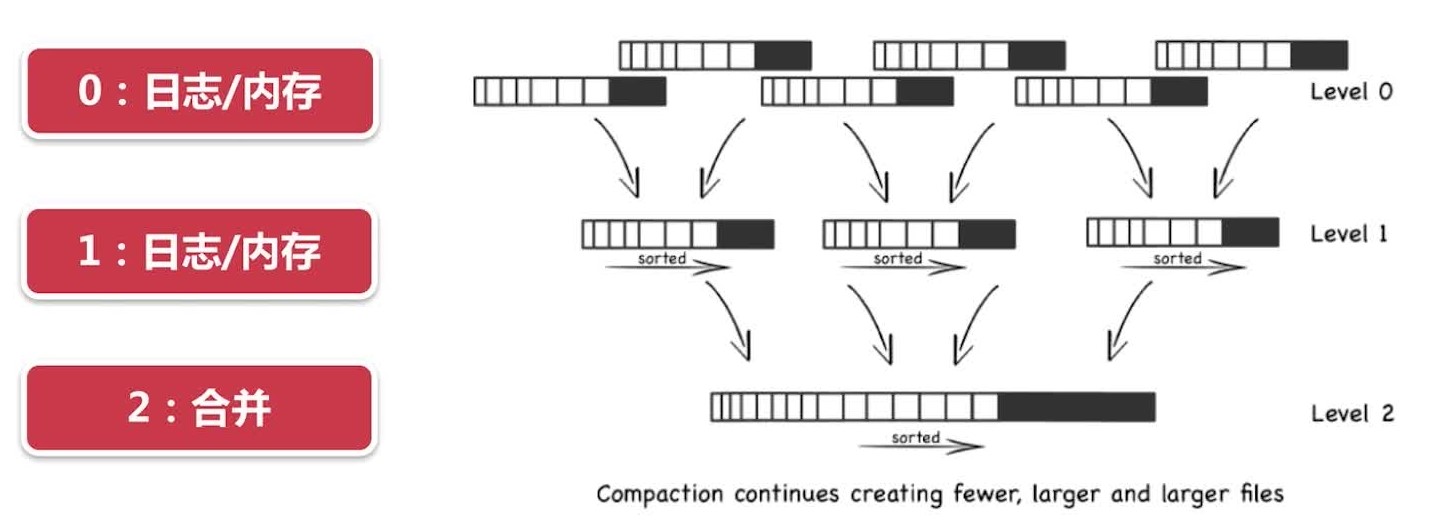 0：日志/内存
Level 0
1：日志/内存
Level 1
sorted
sorted
sorted
2：合并
Level 2
sorted
Compaction continues creating fewer, larger and larger files